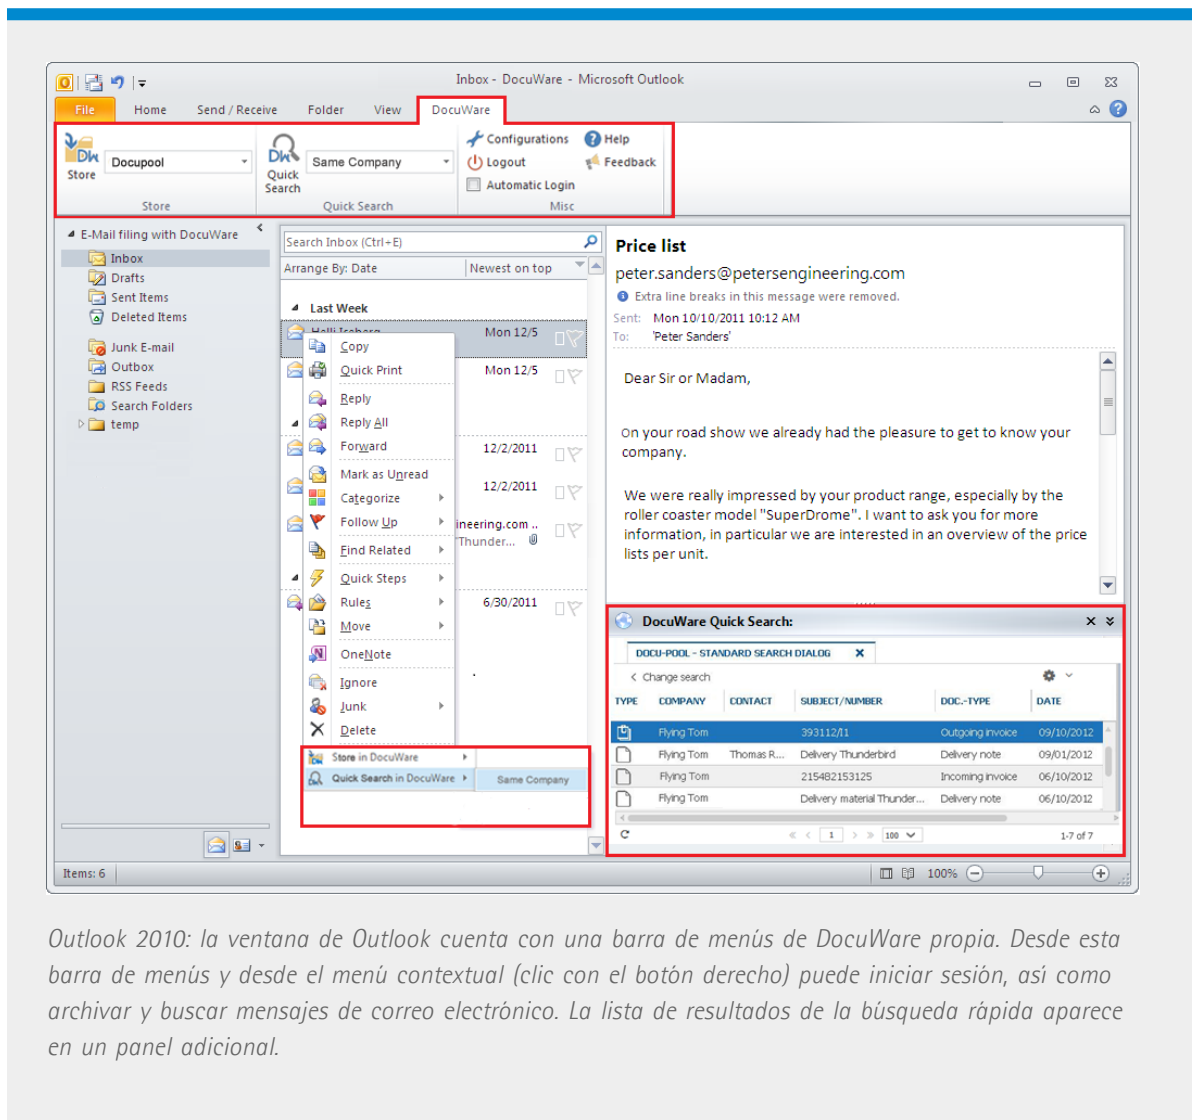 Inbox - DocuWare - Microsoft Outlook
File Home Send / Receive Folder View DocuWare
Store
Docupool
Store
Quick Search
Same Company
Quick Search
Configurations
Logout
Automatic Login
Help
Feedback
Misc
E-Mail filing with DocuWare
Inbox
Drafts
Sent Items
Deleted Items
Junk E-mail
Outbox
RSS Feeds
Search Folders
temp
Search Inbox (Ctrl+E)
Arrange By: Date Newest on top
Last Week
Mon 12/5
Mon 12/5
12/2/2011
12/2/2011
ineering.com ..
'Thunder...
6/30/2011
Copy
Quick Print
Reply
Reply All
Forward
Mark as Unread
Categorize
Follow Up
Find Related
Quick Steps
Rules
Move
OneNote
Ignore
Junk
Delete
Store in DocuWare
Quick Search in DocuWare
Same Company
Price list
peter.sanders@petersengineering.com
Extra line breaks in this message were removed.
Sent: Mon 10/10/2011 10:12 AM
To: 'Peter Sanders'
Dear Sir or Madam,
On your road show we already had the pleasure to get to know your
company.
We were really impressed by your product range, especially by the
roller coaster model "SuperDrome". I want to ask you for more
information, in particular we are interested in an overview of the price
lists per unit.
DocuWare Quick Search:
DOCU-POOL - STANDARD SEARCH DIALOG
Change search
TYPE COMPANY CONTACT SUBJECT/NUMBER DOC.-TYPE DATE
Flying Tom 393112/J1 Outgoing invoice 09/10/2012
Flying Tom Thomas R... Delivery Thunderbird Delivery note 09/01/2012
Flying Tom 215482153125 Incoming invoice 06/10/2012
Flying Tom Delivery material Thunder... Delivery note 06/10/2012
1 100 1-7 of 7
Items: 6 100%
Outlook 2010: la ventana de Outlook cuenta con una barra de menús de DocuWare propia. Desde esta
barra de menús y desde el menú contextual (clic con el botón derecho) puede iniciar sesión, así como
archivar y buscar mensajes de correo electrónico. La lista de resultados de la búsqueda rápida aparece
en un panel adicional.